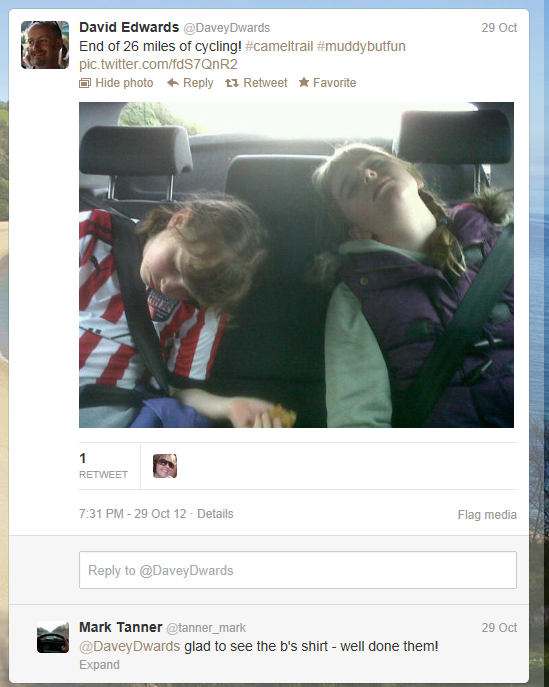 David Edwards @DaveyDwards 29 Oct
End of 26 miles of cycling! #cameltrail #muddybutfun
pic.twitter.com/fdS7QnR2
Hide photo Reply Retweet Favorite
1
RETWEET
7:31 PM - 29 Oct 12 · Details Flag media
Reply to @DaveyDwards
Mark Tanner @tanner_mark 29 Oct
@DaveyDwards glad to see the b's shirt - well done them!
Expand